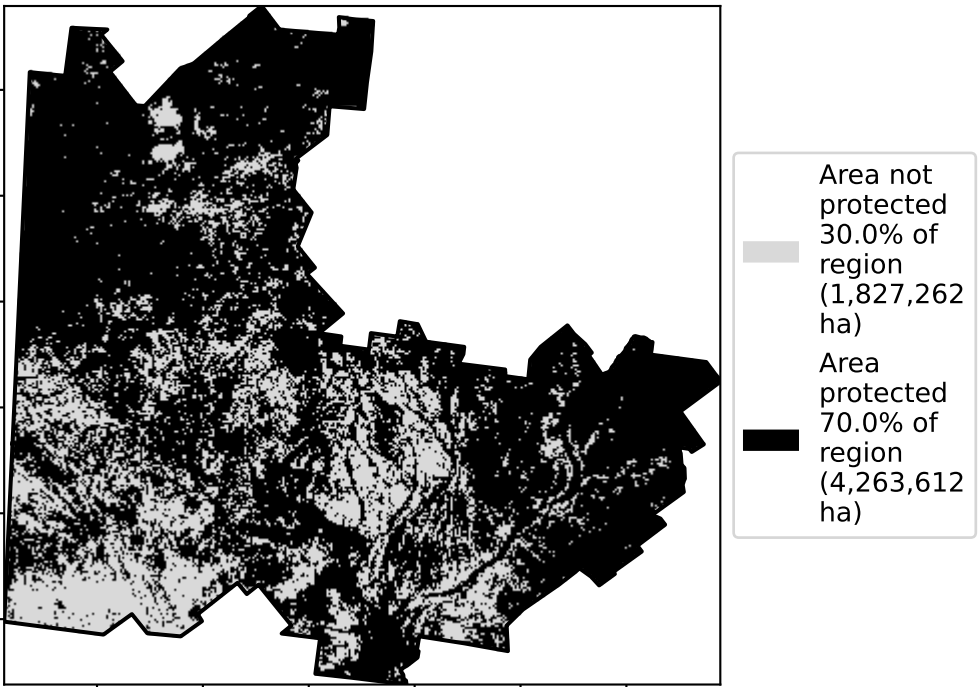 Area not
protected
30.0% of
region
(1,827,262
ha)
Area
protected
70.0% of
region
(4,263,612
ha)